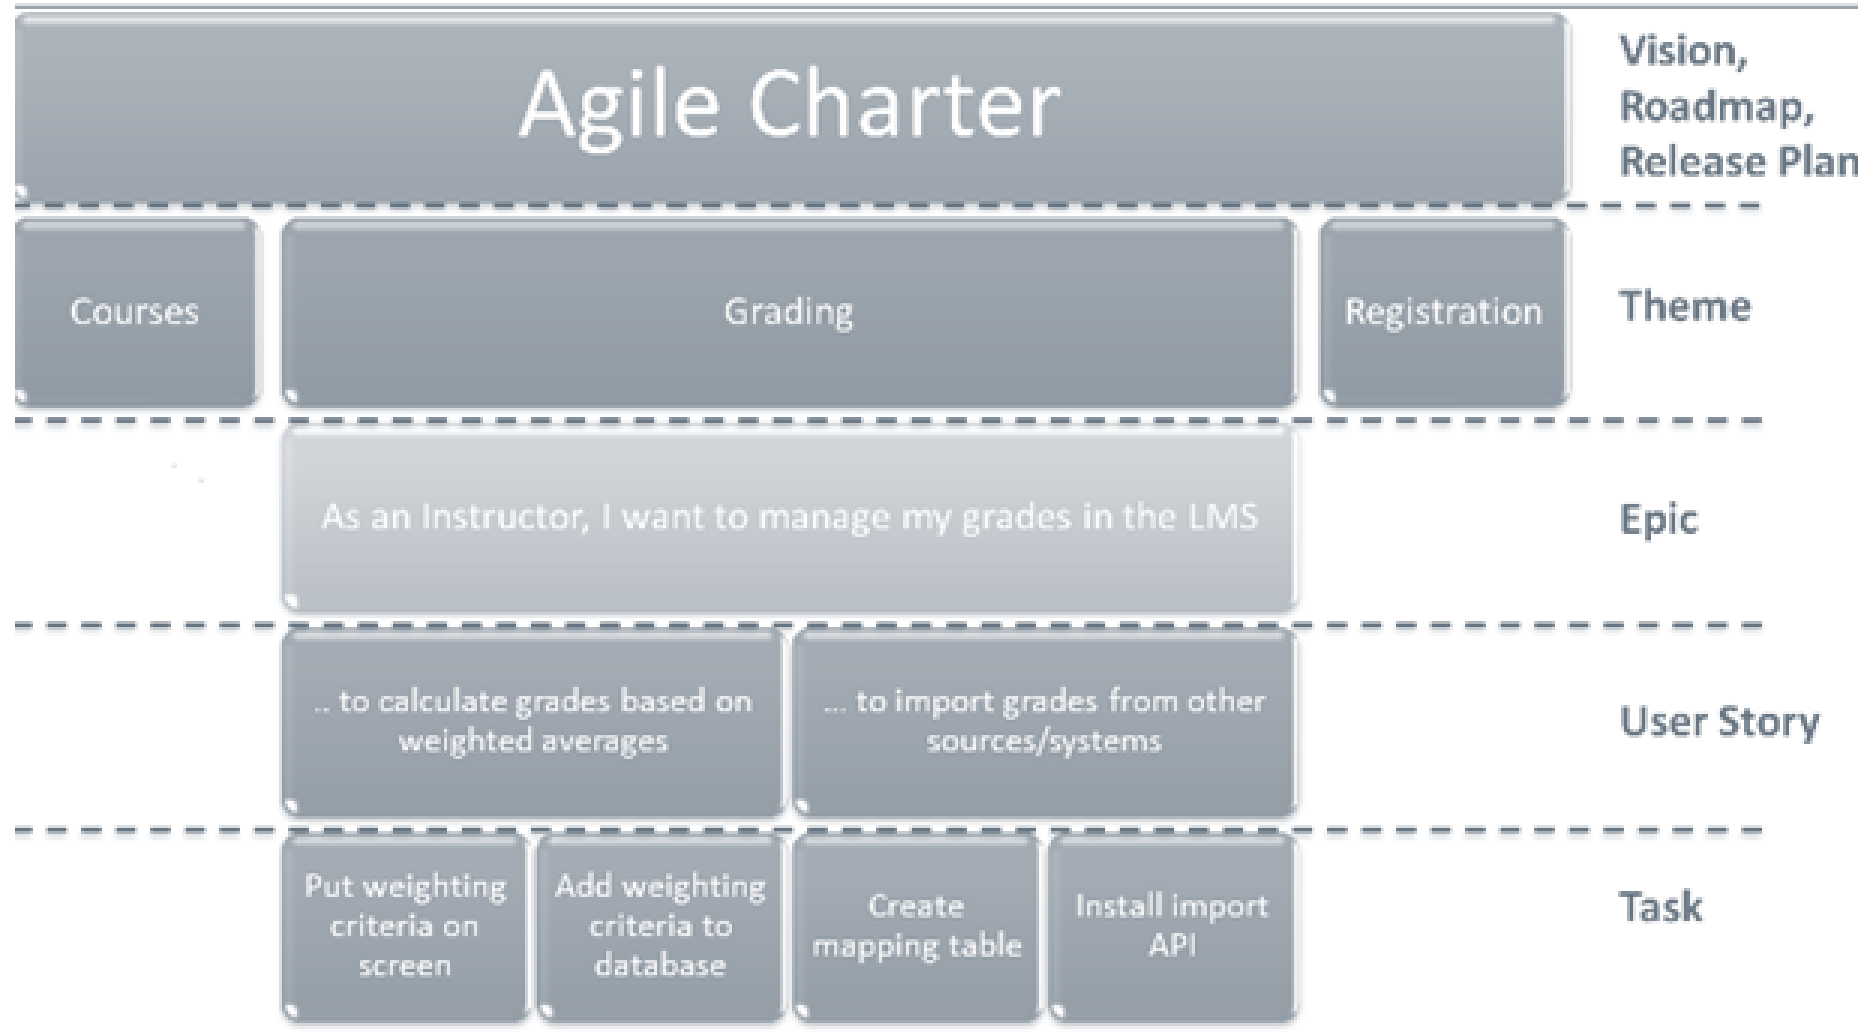 Agile Charter
Vision,
Roadmap,
Release Plan
Courses
Grading
Registration
Theme
As an Instructor, I want to manage my grades in the LMS
Epic
.. to calculate grades based on
weighted averages
... to import grades from other
sources/systems
User Story
Put weighting
criteria on
screen
Add weighting
criteria to
database
Create
mapping table
Install import
API
Task